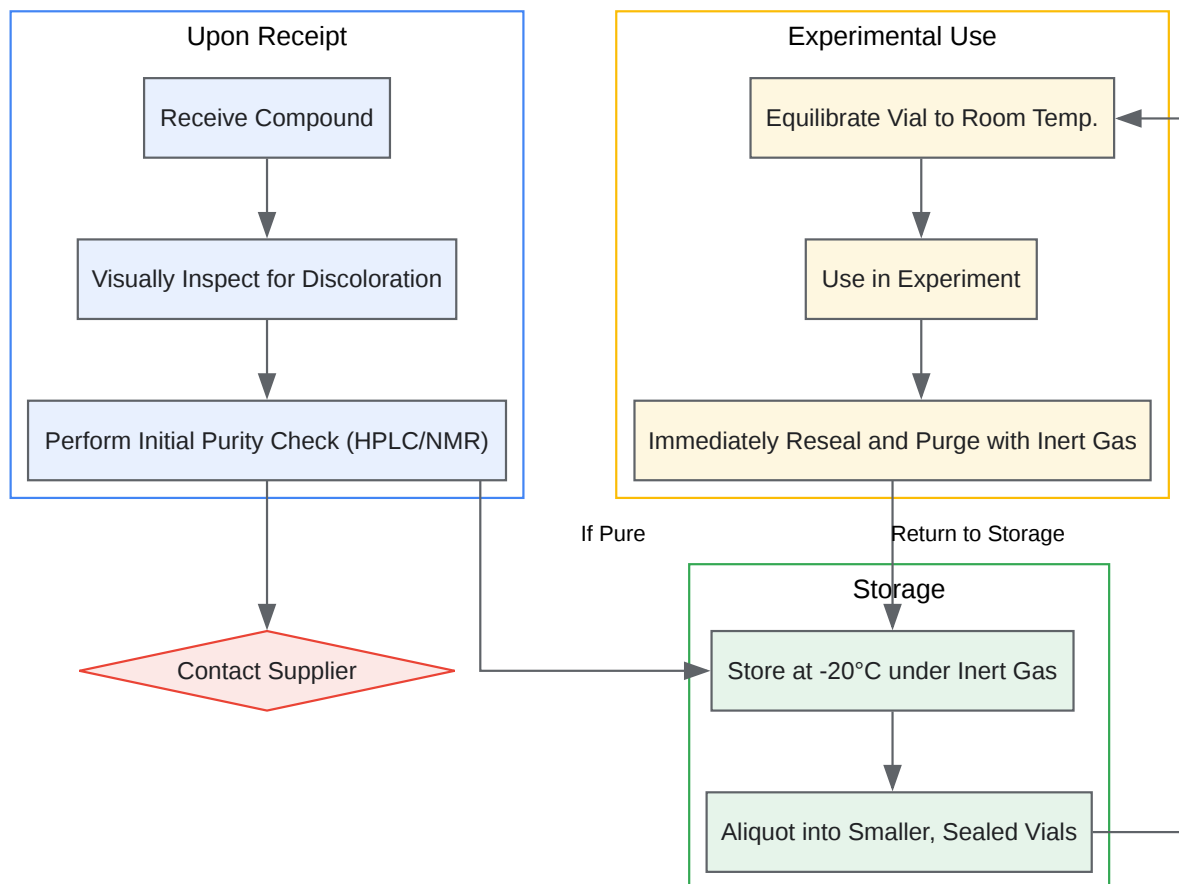 Upon Receipt
Receive Compound
Visually Inspect for Discoloration
Perform Initial Purity Check (HPLC/NMR)
Contact Supplier
Experimental Use
Equilibrate Vial to Room Temp.
Use in Experiment
Immediately Reseal and Purge with Inert Gas
If Pure
Return to Storage
Storage
Store at -20°C under Inert Gas
Aliquot into Smaller, Sealed Vials